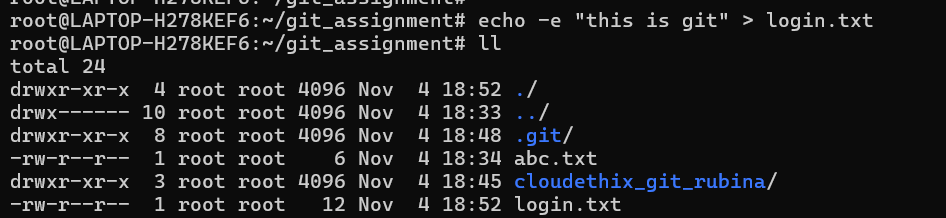 root@LAPTOP-H278KEF6:~/git_assignment# echo -e "this is git" > login.txt
root@LAPTOP-H278KEF6:~/git_assignment# ll
total 24
drwxr-xr-x  4 root root 4096 Nov  4 18:52 ./
drwx------ 10 root root 4096 Nov  4 18:33 ../
drwxr-xr-x  8 root root 4096 Nov  4 18:48 .git/
-rw-r--r--  1 root root    6 Nov  4 18:34 abc.txt
drwxr-xr-x  3 root root 4096 Nov  4 18:45 cloudethix_git_rubina/
-rw-r--r--  1 root root   12 Nov  4 18:52 login.txt